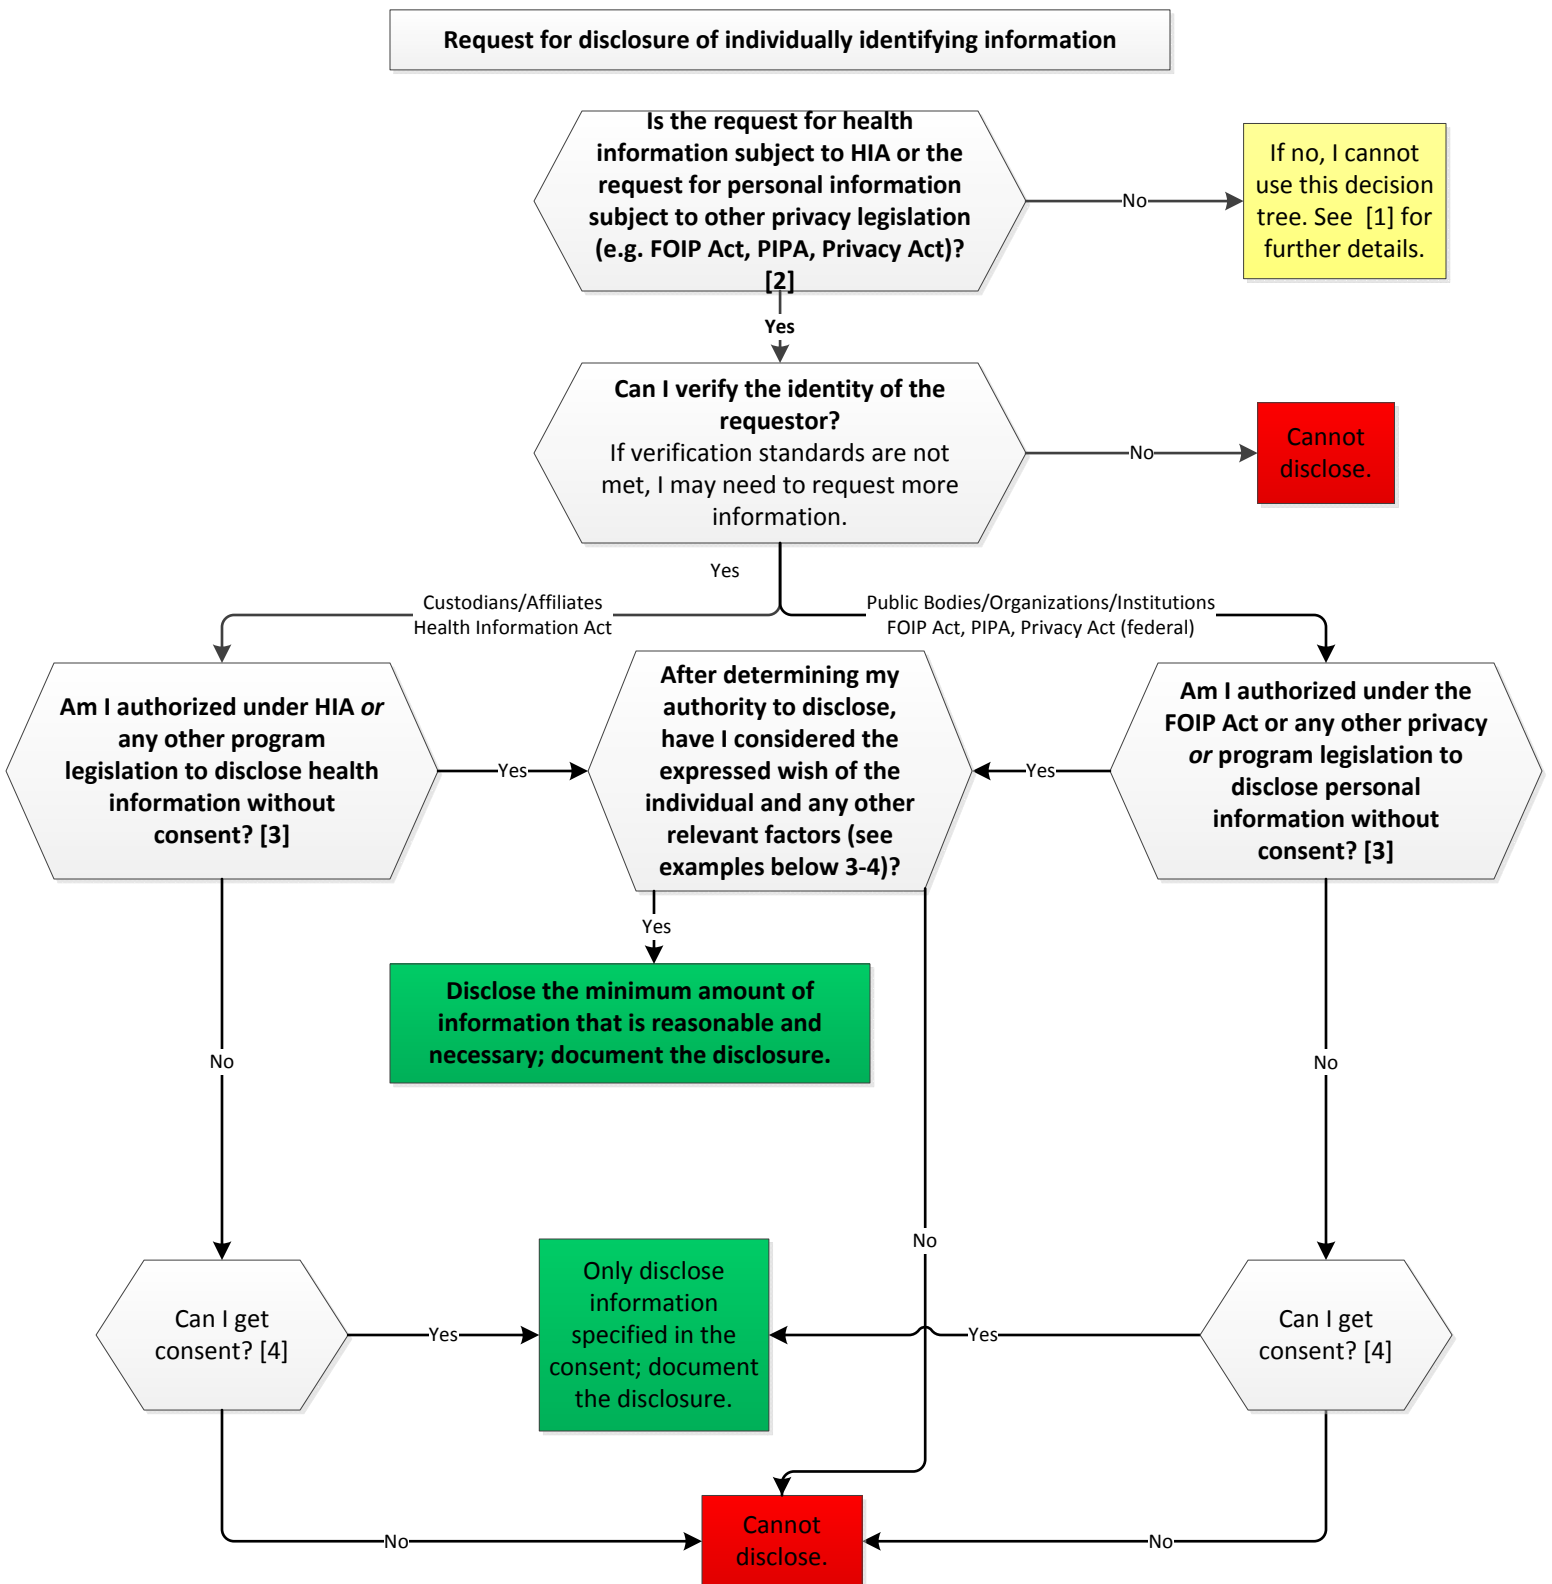 Request for disclosure of individually identifying information
Is the request for health
information subject to HIA or the
request for personal information
subject to other privacy legislation
(e.g. FOIP Act, PIPA, Privacy Act)?
[2]
No
If no, I cannot
use this decision
tree. See [1] for
further details.
Yes
Can I verify the identity of the
requestor?
If verification standards are not
met, I may need to request more
information.
No
Cannot
disclose.
Yes
Custodians/Affiliates
Health Information Act
Public Bodies/Organizations/Institutions
FOIP Act, PIPA, Privacy Act (federal)
Am I authorized under HIA or
any other program
legislation to disclose health
information without
consent? [3]
Yes
After determining my
authority to disclose,
have I considered the
expressed wish of the
individual and any other
relevant factors (see
examples below 3-4)?
Yes
Am I authorized under the
FOIP Act or any other privacy
or program legislation to
disclose personal
information without
consent? [3]
Yes
Disclose the minimum amount of
information that is reasonable and
necessary; document the disclosure.
No
No
No
Can I get
consent? [4]
Yes
Only disclose
information
specified in the
consent; document
the disclosure.
Yes
Can I get
consent? [4]
No
Cannot
disclose.
No